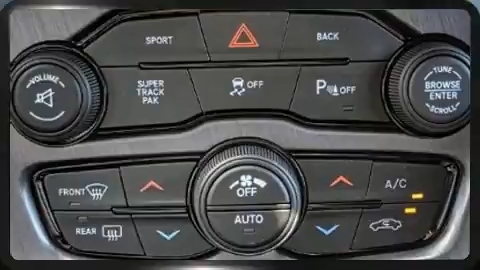 SPORT
BACK
VOLUME
SUPER
TRACK
PAK
OFF
P OFF
TUNE
BROWSE
ENTER
SCROLL
FRONT
OFF
A/C
REAR
AUTO